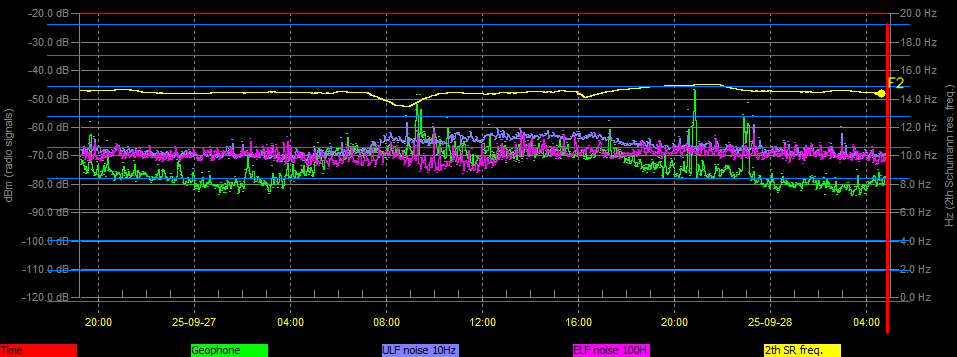 -20.0 dB 20.0 Hz
-30.0 dB 18.0 Hz
-40.0 dB 16.0 Hz
F2
-50.0 dB 14.0 Hz
-60.0 dB 12.0 Hz
-70.0 dB 10.0 Hz
-80.0 dB 8.0 Hz
-90.0 dB 6.0 Hz
-100.0 dB 4.0 Hz
-110.0 dB 2.0 Hz
-120.0 dB 0.0 Hz
dBm (radio signals)
Hz (2th Schumann res. freq.)
20:00 25-09-27 04:00 08:00 12:00 16:00 20:00 25-09-28 04:00
Time Geophone ULF noise 10Hz ELF noise 100H 2th SR freq.